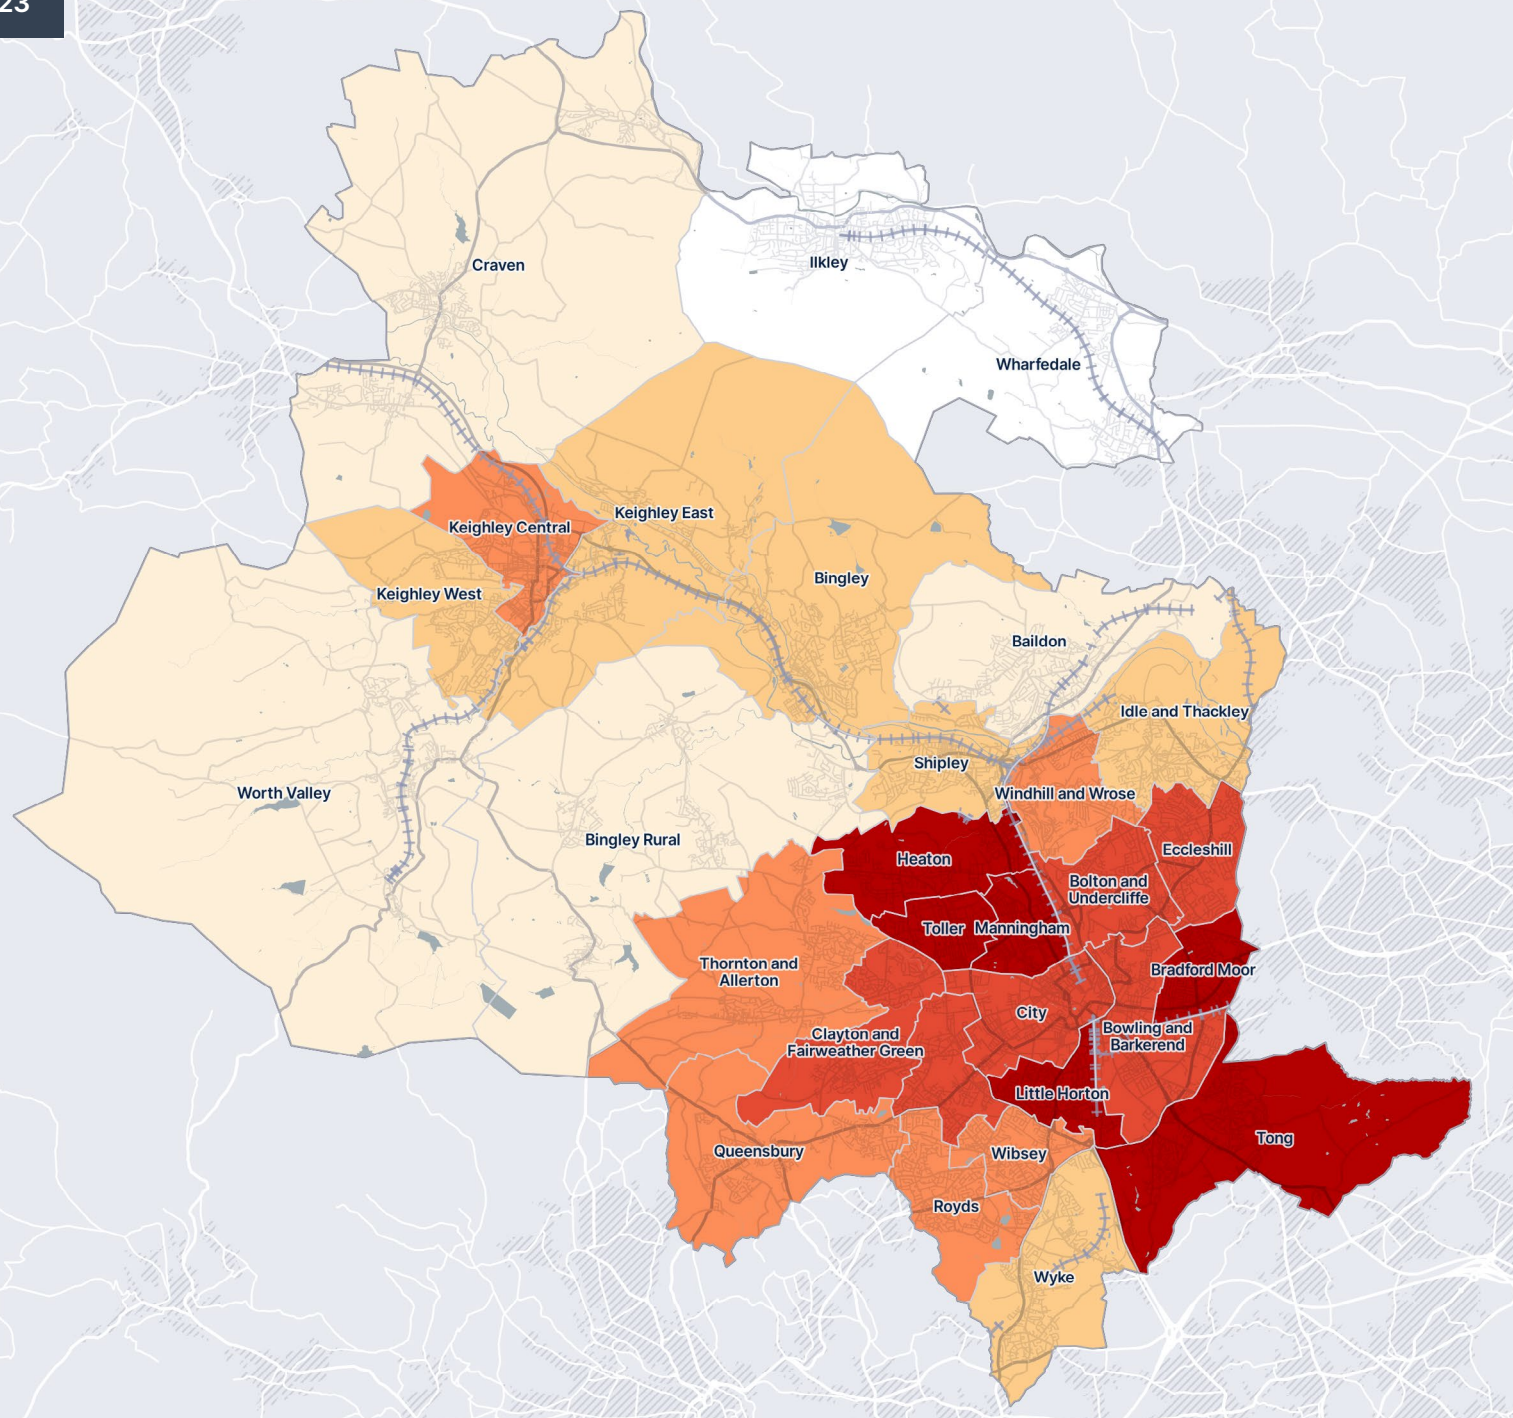 23
Craven
Ilkley
Wharfedale
Keighley East
Keighley Central
Bingley
Keighley West
Baildon
Idle and Thackley
Shipley
Worth Valley
Windhill and Wrose
Bingley Rural
Eccleshill
Heaton
Bolton and
Undercliffe
Toller
Manningham
Thornton and
Allerton
Bradford Moor
City
Clayton and
Fairweather Green
Bowling and
Barkerend
Little Horton
Tong
Queensbury
Wibsey
Royds
Wyke